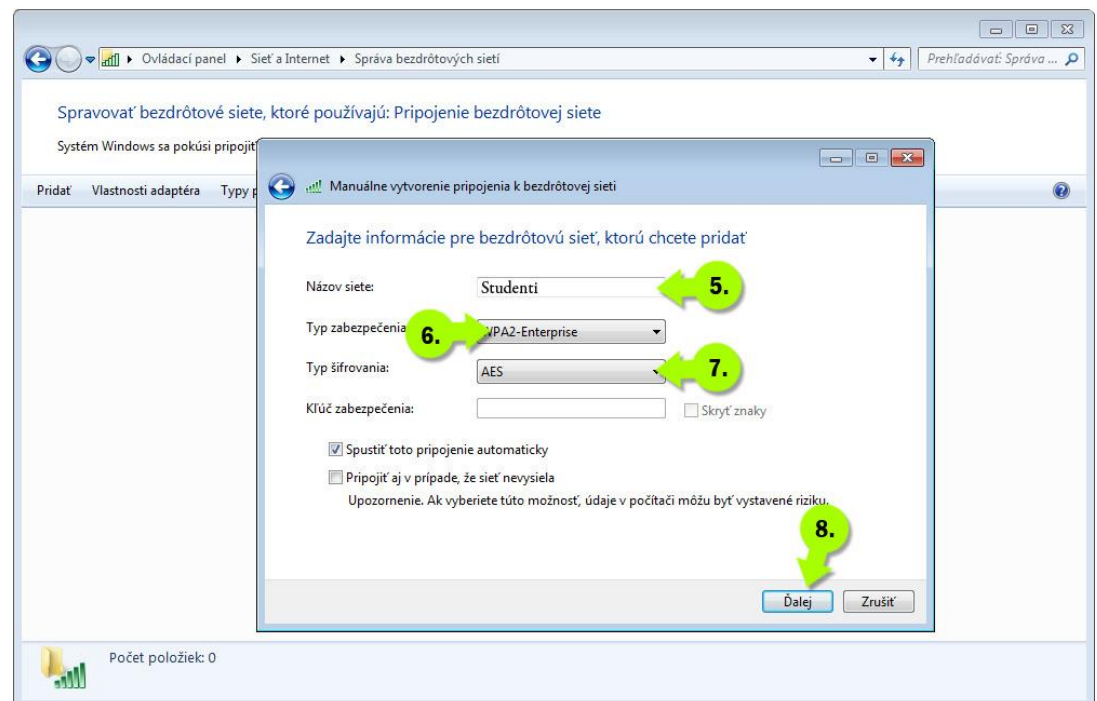 Ovládací panel ▸ Sieť a Internet ▸ Správa bezdrôtových sietí
Prehľadávať: Správa ...
Spravovať bezdrôtové siete, ktoré používajú: Pripojenie bezdrôtovej siete
Systém Windows sa pokúsi pripojiť
Pridať Vlastnosti adaptéra Typy
Manuálne vytvorenie pripojenia k bezdrôtovej sieti
Zadajte informácie pre bezdrôtovú sieť, ktorú chcete pridať
Názov siete: Studenti 5.
Typ zabezpečenia 6. WPA2-Enterprise
Typ šifrovania: AES 7.
Kľúč zabezpečenia: Skryť znaky
Spustiť toto pripojenie automaticky
Pripojiť aj v prípade, že sieť nevysiela
Upozornenie. Ak vyberiete túto možnosť, údaje v počítači môžu byť vystavené riziku.
8.
Ďalej Zrušiť
Počet položiek: 0